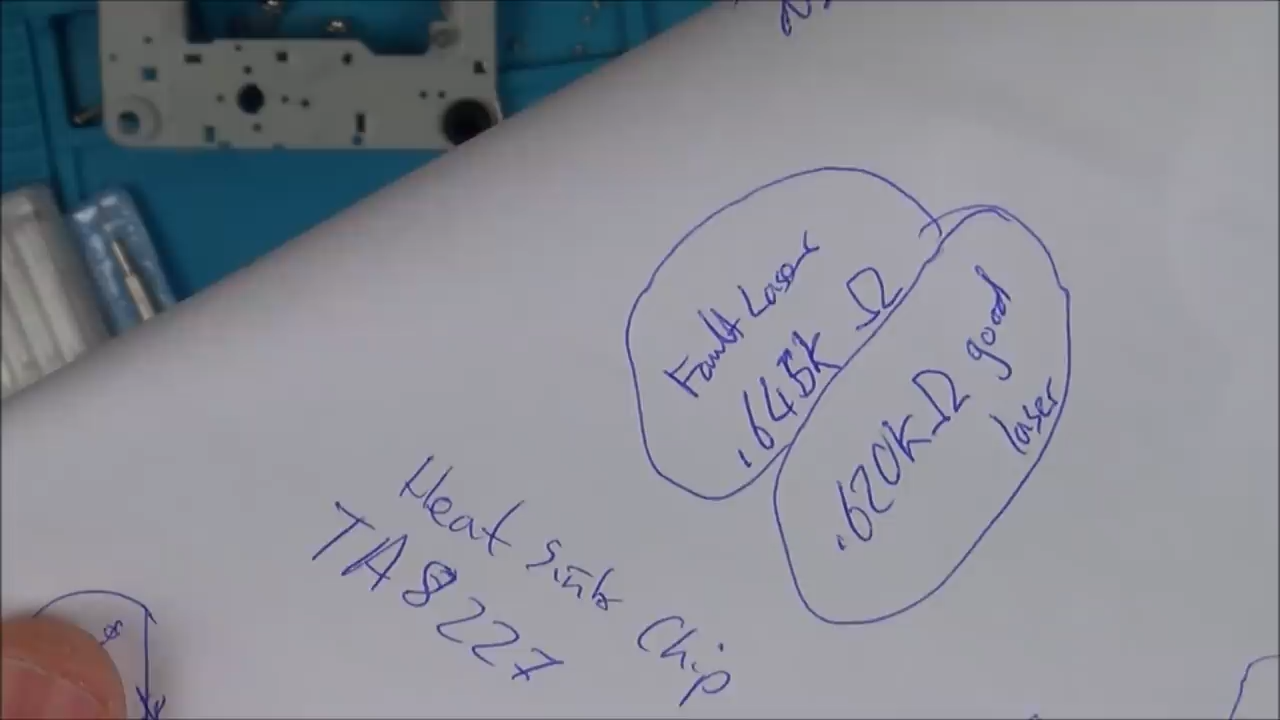 Fault Laser
.645k Ω
.620k Ω good
laser
Heat sink Chip
TA8227